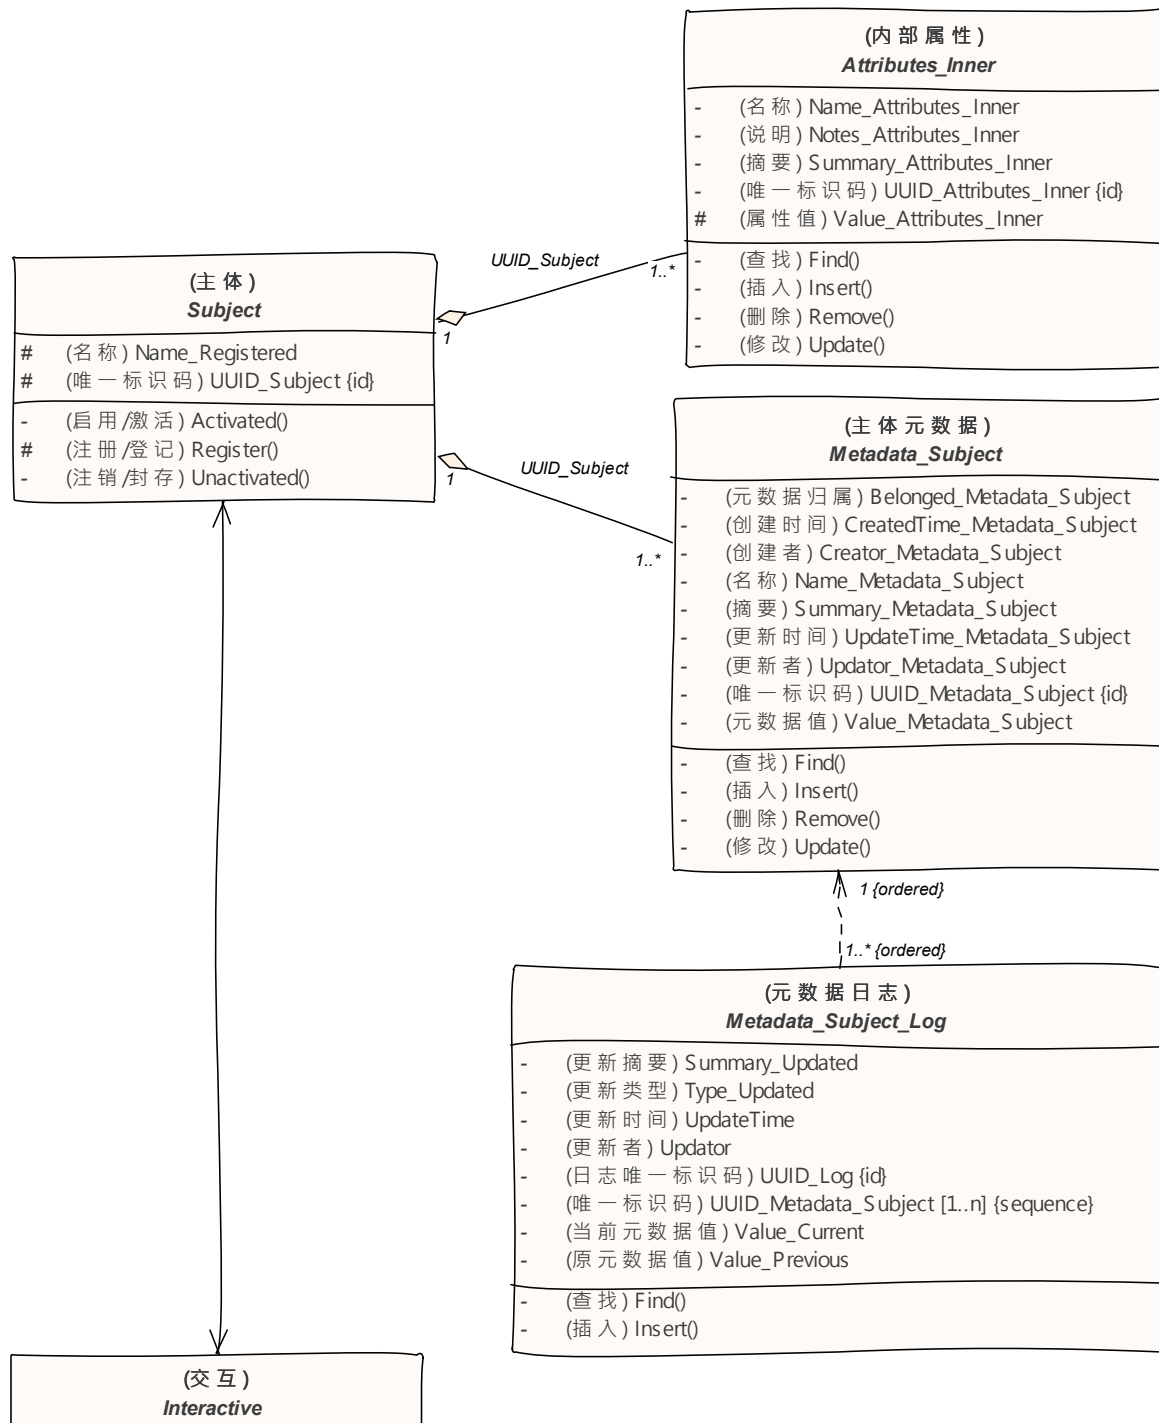 (内部属性)
Attributes_Inner
- (名称) Name_Attributes_Inner
- (说明) Notes_Attributes_Inner
- (摘要) Summary_Attributes_Inner
- (唯一标识码) UUID_Attributes_Inner {id}
# (属性值) Value_Attributes_Inner
- (查找) Find()
- (插入) Insert()
- (删除) Remove()
- (修改) Update()
UUID_Subject
1..*
1
(主体)
Subject
# (名称) Name_Registered
# (唯一标识码) UUID_Subject {id}
- (启用/激活) Activated()
# (注册/登记) Register()
- (注销/封存) Unactivated()
1
UUID_Subject
1..*
(主体元数据)
Metadata_Subject
- (元数据归属) Belonged_Metadata_Subject
- (创建时间) CreatedTime_Metadata_Subject
- (创建者) Creator_Metadata_Subject
- (名称) Name_Metadata_Subject
- (摘要) Summary_Metadata_Subject
- (更新时间) UpdateTime_Metadata_Subject
- (更新者) Updator_Metadata_Subject
- (唯一标识码) UUID_Metadata_Subject {id}
- (元数据值) Value_Metadata_Subject
- (查找) Find()
- (插入) Insert()
- (删除) Remove()
- (修改) Update()
1 {ordered}
1..* {ordered}
(元数据日志)
Metadata_Subject_Log
- (更新摘要) Summary_Updated
- (更新类型) Type_Updated
- (更新时间) UpdateTime
- (更新者) Updator
- (日志唯一标识码) UUID_Log {id}
- (唯一标识码) UUID_Metadata_Subject [1..n] {sequence}
- (当前元数据值) Value_Current
- (原元数据值) Value_Previous
- (查找) Find()
- (插入) Insert()
(交互)
Interactive